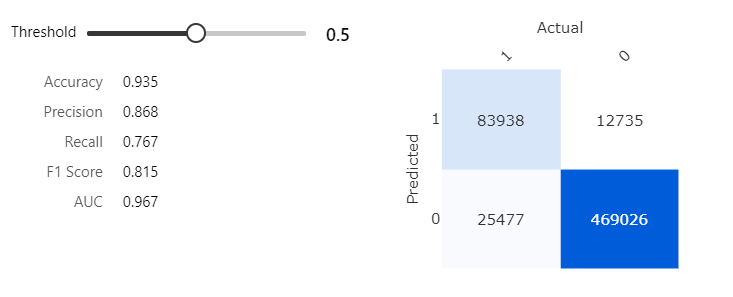 Threshold 0.5
Accuracy 0.935
Precision 0.868
Recall 0.767
F1 Score 0.815
AUC 0.967
Actual
1 0
Predicted
1 83938 12735
0 25477 469026